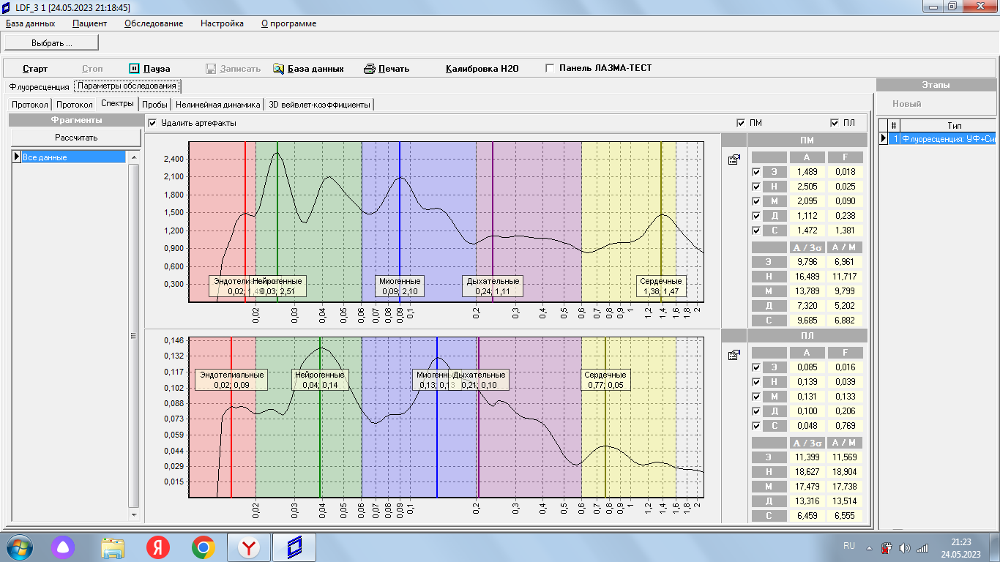 LDF_3 1 [24.05.2023 21:18:45]
База данных Пациент Обследование Настройка О программе
Выбрать ...
Старт Стоп Пауза Записать База данных Печать Калибровка H2O Панель ЛАЗМА-ТЕСТ
Флуоресценция Параметры обследования
Протокол Протокол Спектры Пробы Нелинейная динамика 3D вейвлет-коэффициенты
Фрагменты
Рассчитать
Все данные
Удалить артефакты ПМ ПЛ
2,400
2,100
1,800
1,500
1,200
0,900
0,600
0,300
Нейрогенные
0,03; 2,51
Миогенные
0,09; 2,10
Дыхательные
0,24; 1,11
Сердечные
1,38; 1,47
0,02 0,03 0,04 0,05 0,06 0,07 0,08 0,09 0,1 0,2 0,3 0,4 0,5 0,6 0,7 0,8 0,9 1 1,2 1,4 1,6 1,8 2
ПМ
A F
Э 1,489 0,018
Н 2,505 0,025
М 2,095 0,090
Д 1,112 0,238
С 1,472 1,381
A / 3σ A / M
Э 9,796 6,961
Н 16,489 11,717
М 13,789 9,799
Д 7,320 5,202
С 9,685 6,882
0,146
0,132
0,117
0,102
0,088
0,073
0,059
0,044
0,029
0,015
Эндотелиальные
0,02; 0,09
Нейрогенные
0,04; 0,14
Дыхательные
0,21; 0,10
Сердечные
0,77; 0,05
0,02 0,03 0,04 0,05 0,06 0,07 0,08 0,09 0,1 0,2 0,3 0,4 0,5 0,6 0,7 0,8 0,9 1 1,2 1,4 1,6 1,8 2
ПЛ
A F
Э 0,085 0,016
Н 0,139 0,039
М 0,131 0,133
Д 0,100 0,206
С 0,048 0,769
A / 3σ A / M
Э 11,399 11,569
Н 18,627 18,904
М 17,479 17,738
Д 13,316 13,514
С 6,459 6,555
Этапы
Новый
# Тип
1 Флуоресценция: УФ+Си
RU
21:23
24.05.2023